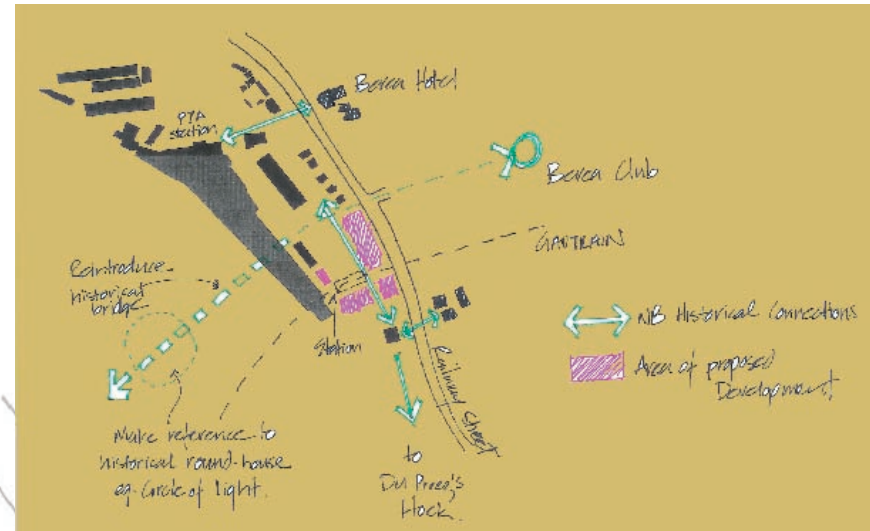 Berea Hotel
PTA
station
Berea Club
GAUTRAIN
Reintroduce
historical
bridge
NB Historical Connections
Station
Railway Street
Area of proposed
Development
Make reference to
historical round-house
eg. Circle of light.
to
Du Preez's
Hoek.